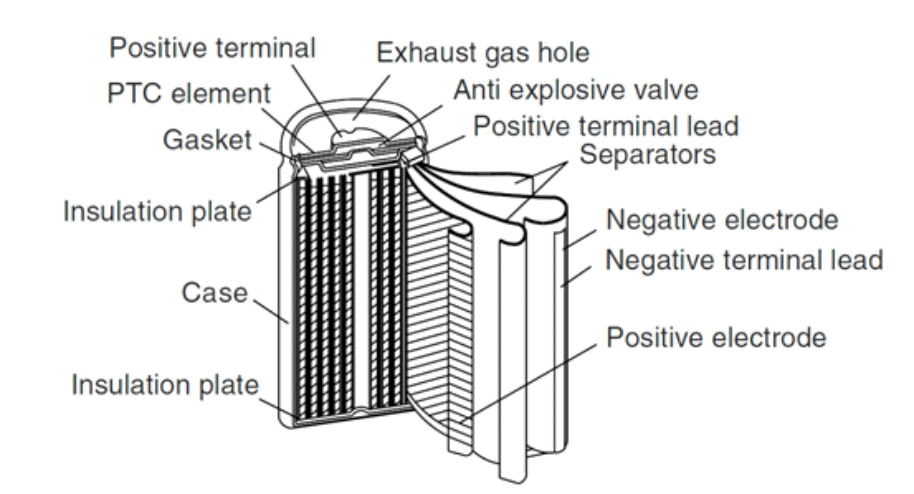 Positive terminal
Exhaust gas hole
PTC element
Anti explosive valve
Gasket
Positive terminal lead
Separators
Insulation plate
Negative electrode
Negative terminal lead
Case
Positive electrode
Insulation plate